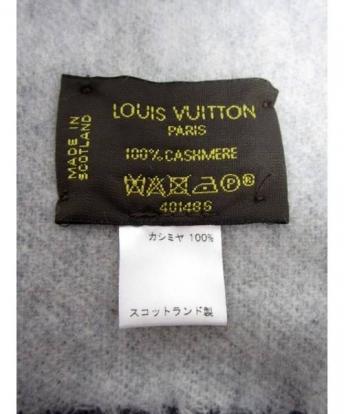 LOUIS VUITTON
PARIS
100% CASHMERE
40148S
MADE IN
SCOTLAND
カシミヤ 100%
スコットランド製